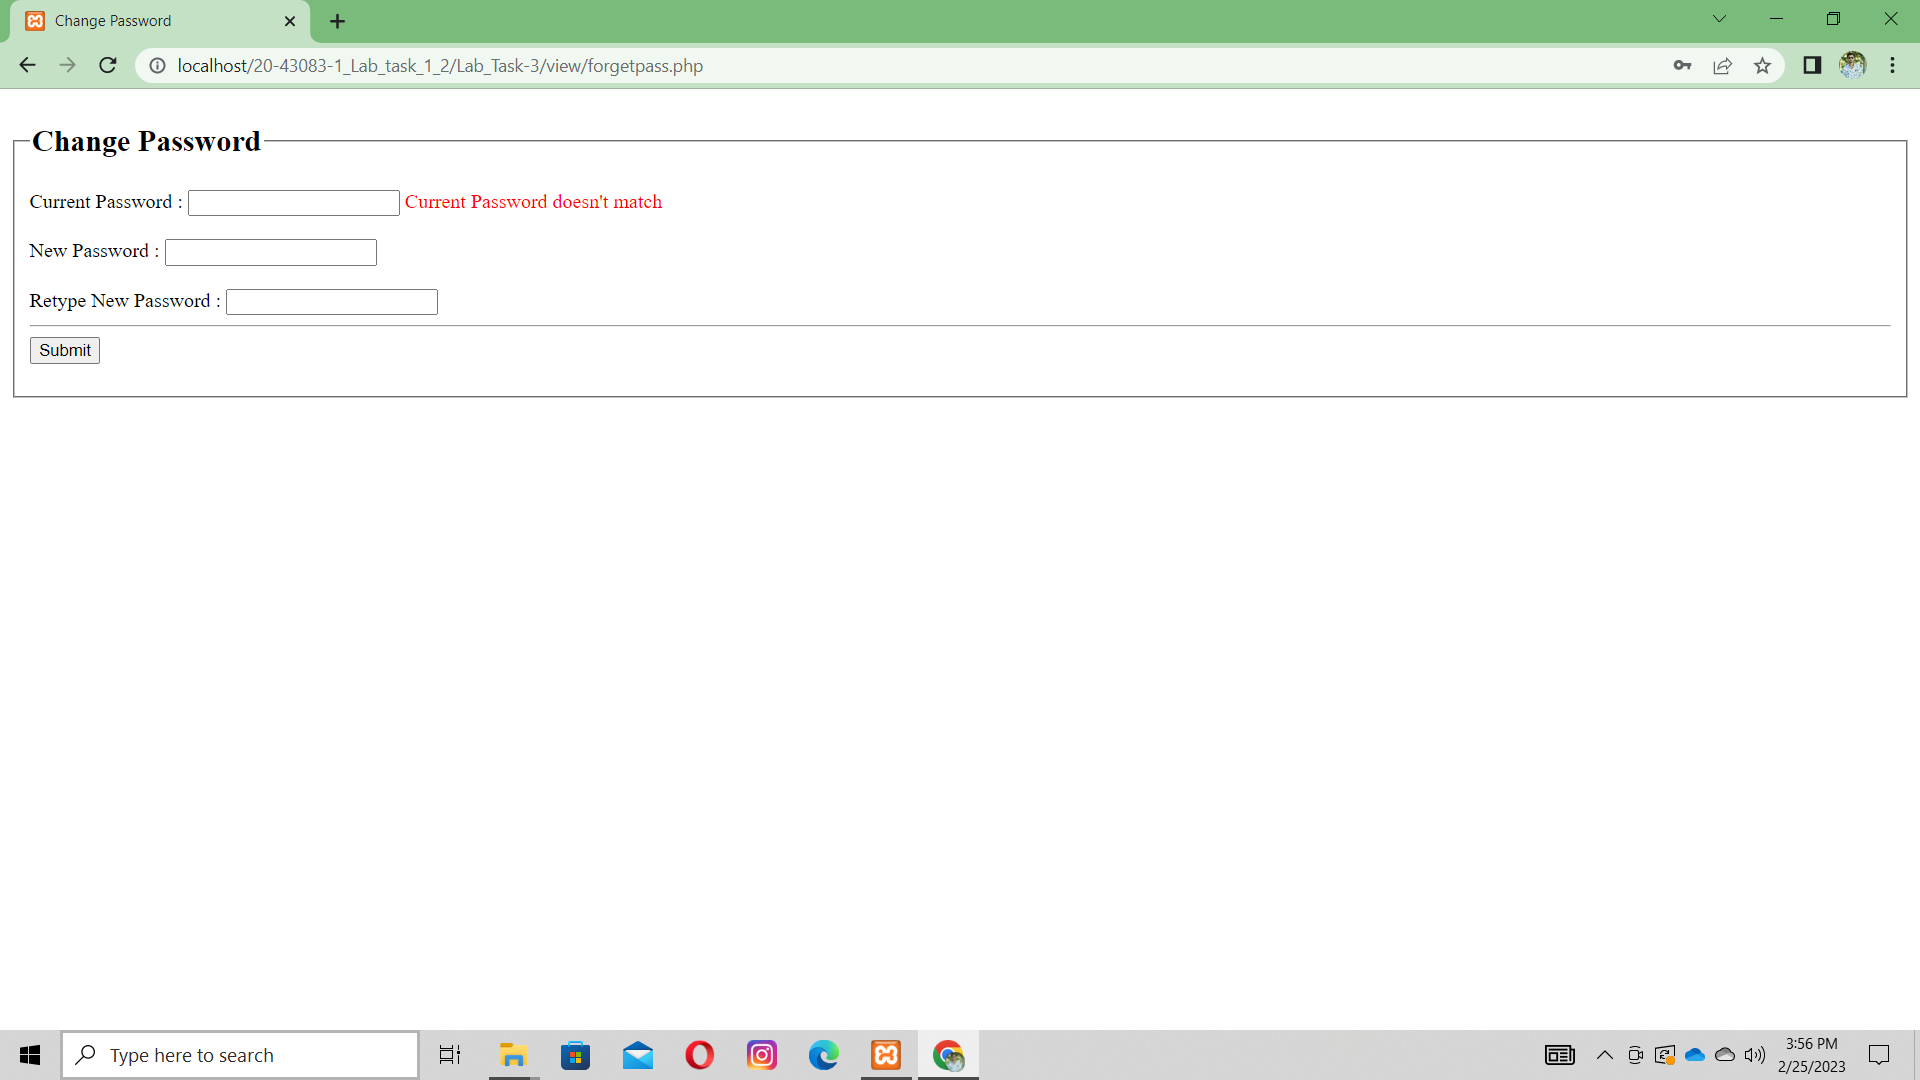 Change Password
localhost/20-43083-1_Lab_task_1_2/Lab_Task-3/view/forgetpass.php
Change Password
Current Password : Current Password doesn't match
New Password :
Retype New Password :
Submit
Type here to search
3:56 PM
2/25/2023